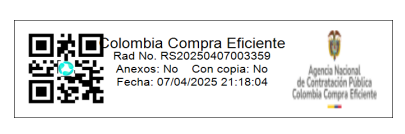 Colombia Compra Eficiente
Rad No. RS20250407003359
Anexos: No Con copia: No
Fecha: 07/04/2025 21:18:04
Agencia Nacional
de Contratación Pública
Colombia Compra Eficiente